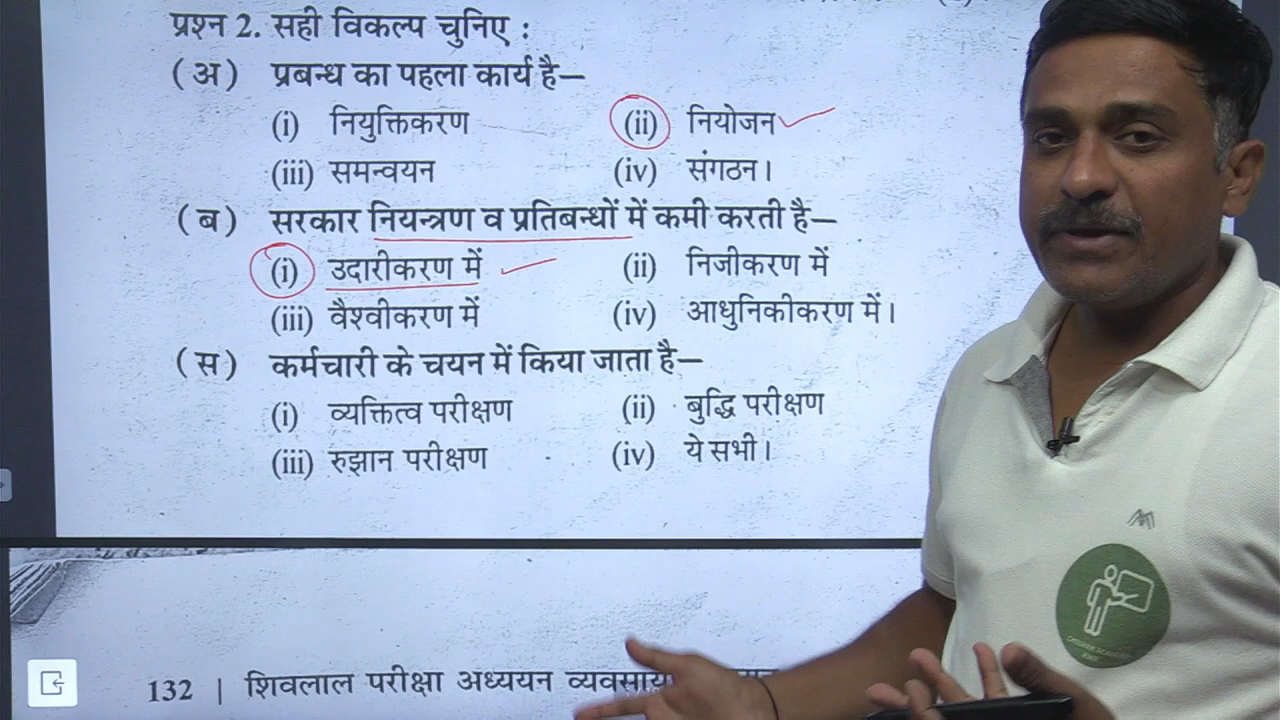 प्रश्न 2. सही विकल्प चुनिए :
(अ) प्रबन्ध का पहला कार्य है—
(i) नियुक्तिकरण (ii) नियोजन
(iii) समन्वयन (iv) संगठन।
(ब) सरकार नियन्त्रण व प्रतिबन्धों में कमी करती है—
(i) उदारीकरण में (ii) निजीकरण में
(iii) वैश्वीकरण में (iv) आधुनिकीकरण में।
(स) कर्मचारी के चयन में किया जाता है—
(i) व्यक्तित्व परीक्षण (ii) बुद्धि परीक्षण
(iii) रुझान परीक्षण (iv) ये सभी।
132 | शिवलाल परीक्षा अध्ययन